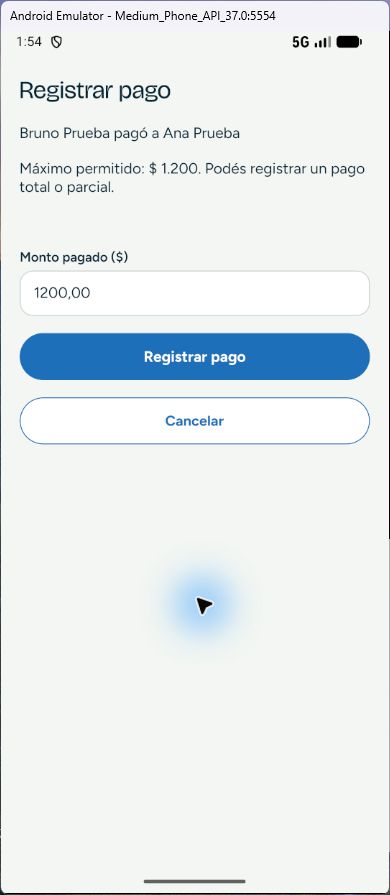 Android Emulator - Medium_Phone_API_37.0:5554
1:54 5G
Registrar pago
Bruno Prueba pagó a Ana Prueba
Máximo permitido: $ 1.200. Podés registrar un pago
total o parcial.
Monto pagado ($)
1200,00
Registrar pago
Cancelar